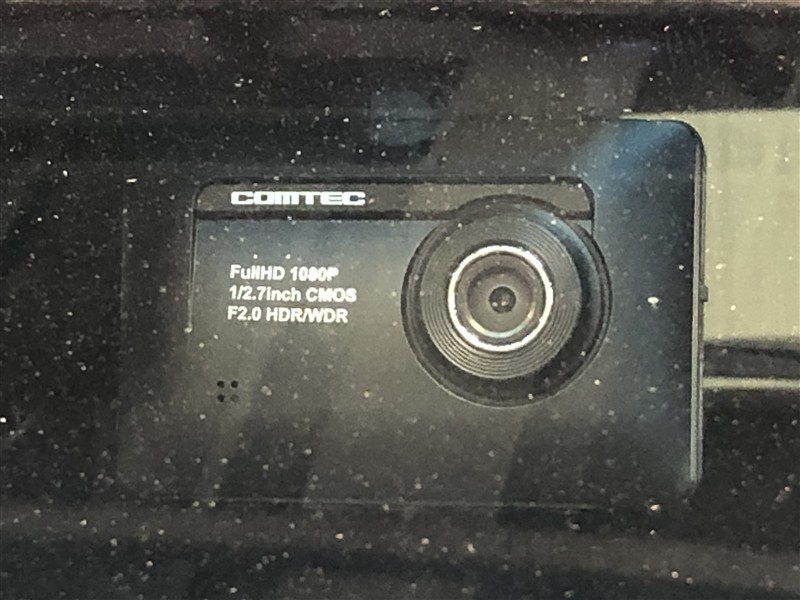 COMTEC
FullHD 1080P
1/2.7inch CMOS
F2.0 HDR/WDR